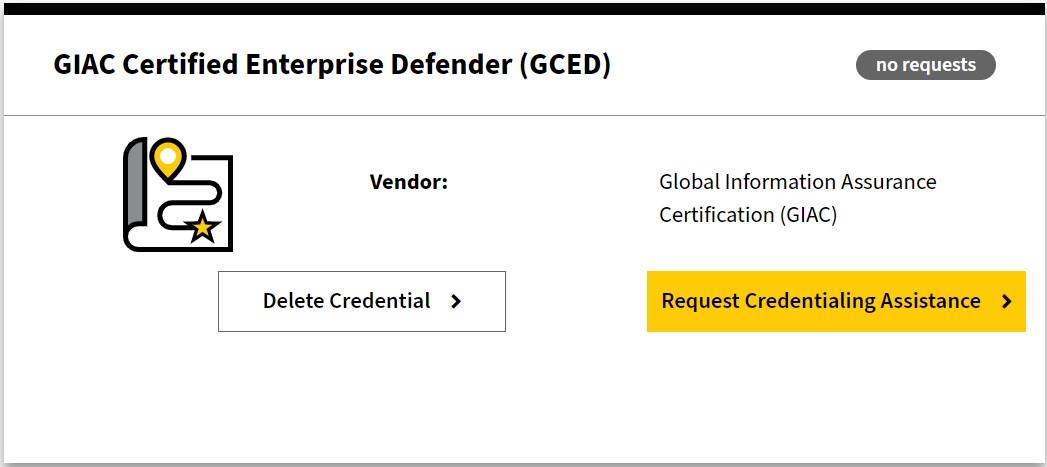 GIAC Certified Enterprise Defender (GCED)
no requests
Vendor:
Global Information Assurance
Certification (GIAC)
Delete Credential
Request Credentialing Assistance